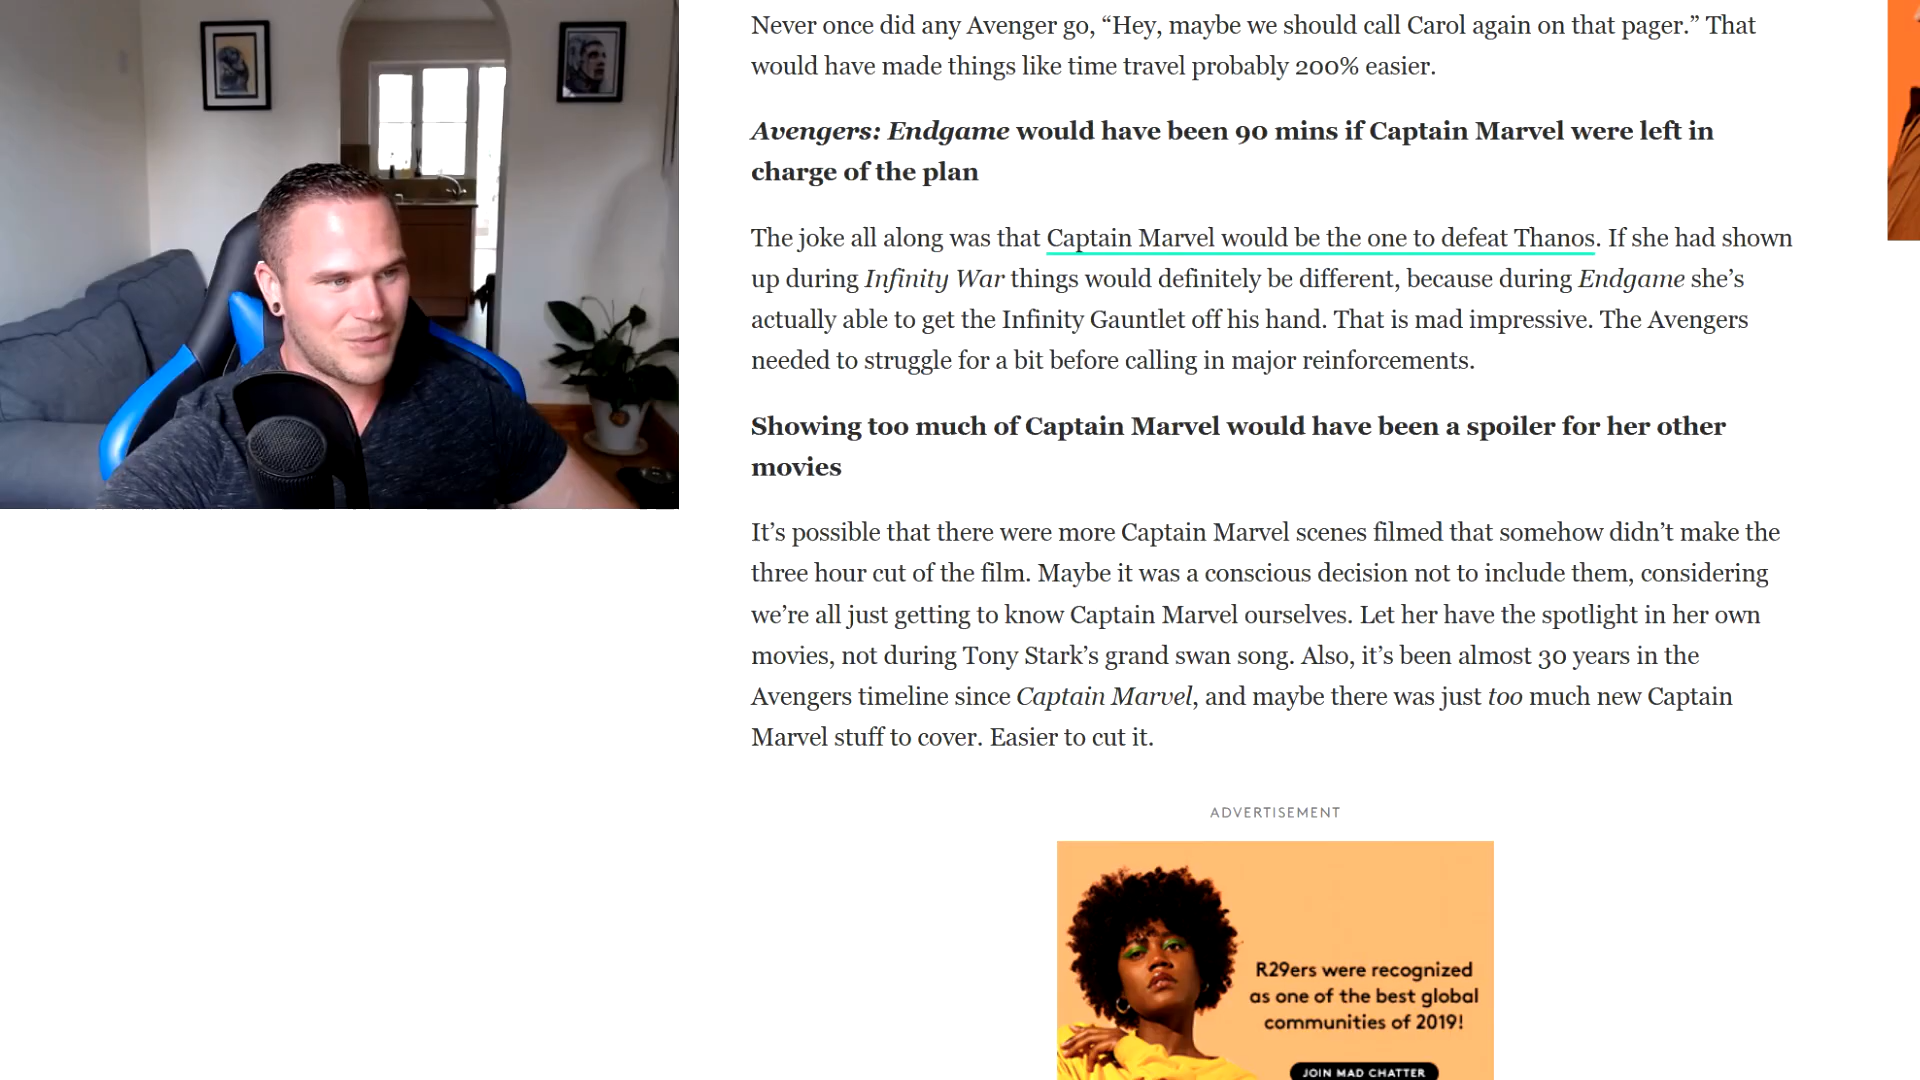 Never once did any Avenger go, “Hey, maybe we should call Carol again on that pager.” That
would have made things like time travel probably 200% easier.
Avengers: Endgame would have been 90 mins if Captain Marvel were left in
charge of the plan
The joke all along was that Captain Marvel would be the one to defeat Thanos. If she had shown
up during Infinity War things would definitely be different, because during Endgame she’s
actually able to get the Infinity Gauntlet off his hand. That is mad impressive. The Avengers
needed to struggle for a bit before calling in major reinforcements.
Showing too much of Captain Marvel would have been a spoiler for her other
movies
It’s possible that there were more Captain Marvel scenes filmed that somehow didn’t make the
three hour cut of the film. Maybe it was a conscious decision not to include them, considering
we’re all just getting to know Captain Marvel ourselves. Let her have the spotlight in her own
movies, not during Tony Stark’s grand swan song. Also, it’s been almost 30 years in the
Avengers timeline since Captain Marvel, and maybe there was just too much new Captain
Marvel stuff to cover. Easier to cut it.
ADVERTISEMENT
R29ers were recognized
as one of the best global
communities of 2019!
JOIN MAD CHATTER